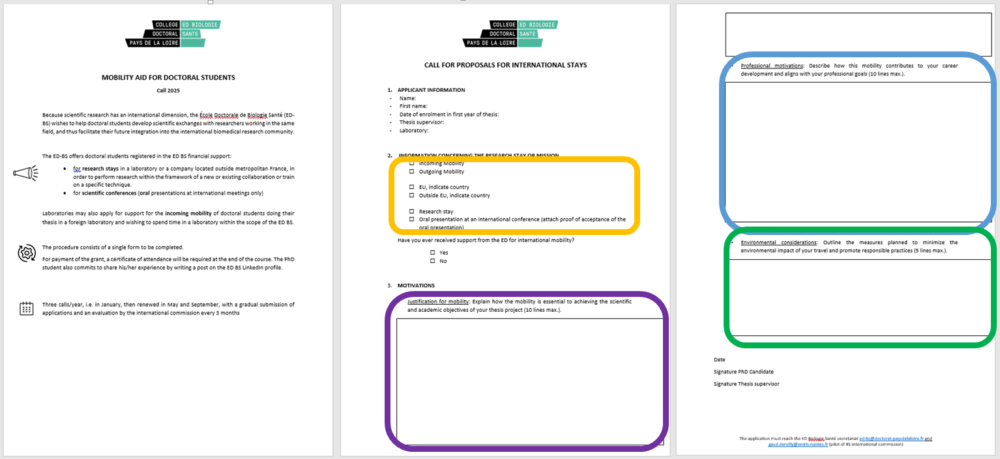 COLLEGE ED BIOLOGIE
DOCTORAL SANTE
PAYS DE LA LOIRE
MOBILITY AID FOR DOCTORAL STUDENTS
Call 2025
Because scientific research has an international dimension, the École Doctorale de Biologie Santé (ED-
BS) wishes to help doctoral students develop scientific exchanges with researchers working in the same
field, and thus facilitate their future integration into the international biomedical research community.
The ED-BS offers doctoral students registered in the ED BS financial support:
• for research stays in a laboratory or a company located outside metropolitan France, in
order to perform research within the framework of a new or existing collaboration or train
on a specific technique.
• for scientific conferences (oral presentations at international meetings only)
Laboratories may also apply for support for the incoming mobility of doctoral students doing their
thesis in a foreign laboratory and wishing to spend time in a laboratory within the scope of the ED BS.
The procedure consists of a single form to be completed.
For payment of the grant, a certificate of attendance will be required at the end of the course. The PhD
student also commits to share his/her experience by writing a post on the ED BS LinkedIn profile.
Three calls/year, i.e. in January, then renewed in May and September, with a gradual submission of
applications and an evaluation by the international commission every 3 months
COLLEGE ED BIOLOGIE
DOCTORAL SANTE
PAYS DE LA LOIRE
CALL FOR PROPOSALS FOR INTERNATIONAL STAYS
1. APPLICANT INFORMATION
- Name:
- First name:
- Date of enrolment in first year of thesis:
- Thesis supervisor:
- Laboratory:
2. INFORMATION CONCERNING THE RESEARCH STAY OR MISSION
☐ Incoming Mobility
☐ Outgoing Mobility
☐ EU, indicate country
☐ Outside EU, indicate country
☐ Research stay
☐ Oral presentation at an international conference (attach proof of acceptance of the
oral presentation)
Have you ever received support from the ED for international mobility?
☐ Yes
☐ No
3. MOTIVATIONS
Justification for mobility: Explain how the mobility is essential to achieving the scientific
and academic objectives of your thesis project (10 lines max.).
Professional motivations: Describe how this mobility contributes to your career
development and aligns with your professional goals (10 lines max.).
Environmental considerations: Outline the measures planned to minimize the
environmental impact of your travel and promote responsible practices (5 lines max.).
Date
Signature PhD Candidate
Signature Thesis supervisor
The application must reach the ED Biologie Santé secretariat ed-bs@doctorat-paysdelaloire.fr and
gaud.dervilly@oniris-nantes.fr (pilot of BS international commission)